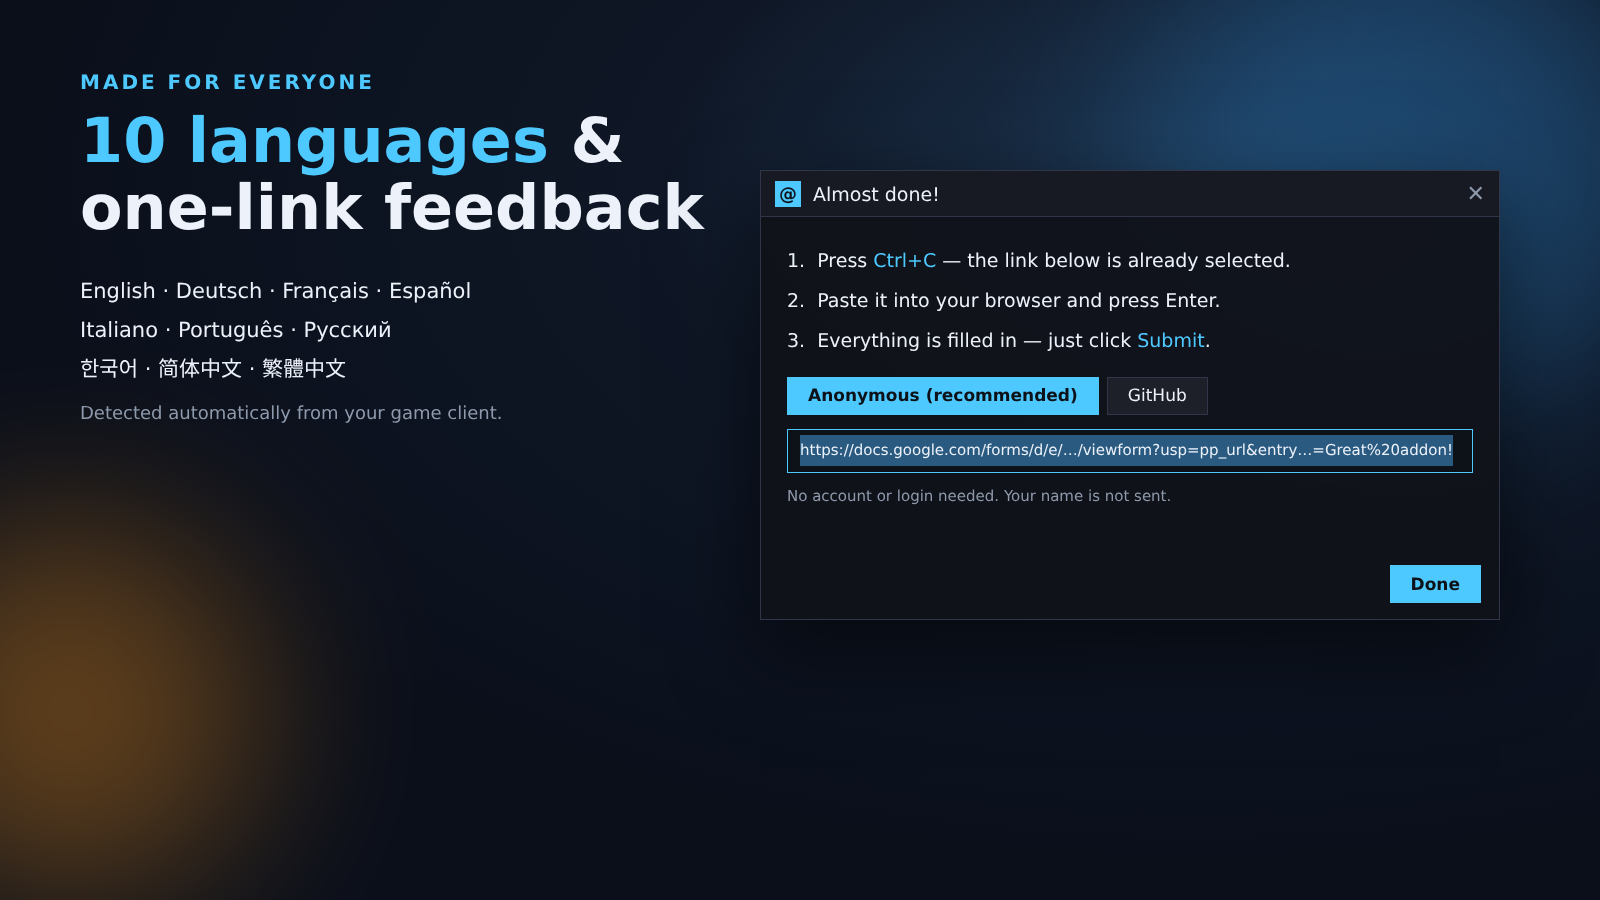 MADE FOR EVERYONE
10 languages &
one-link feedback
English · Deutsch · Français · Español
Italiano · Português · Русский
한국어 · 简体中文 · 繁體中文
Detected automatically from your game client.
@ Almost done! ✕
1. Press Ctrl+C — the link below is already selected.
2. Paste it into your browser and press Enter.
3. Everything is filled in — just click Submit.
Anonymous (recommended) GitHub
https://docs.google.com/forms/d/e/…/viewform?usp=pp_url&entry…=Great%20addon!
No account or login needed. Your name is not sent.
Done